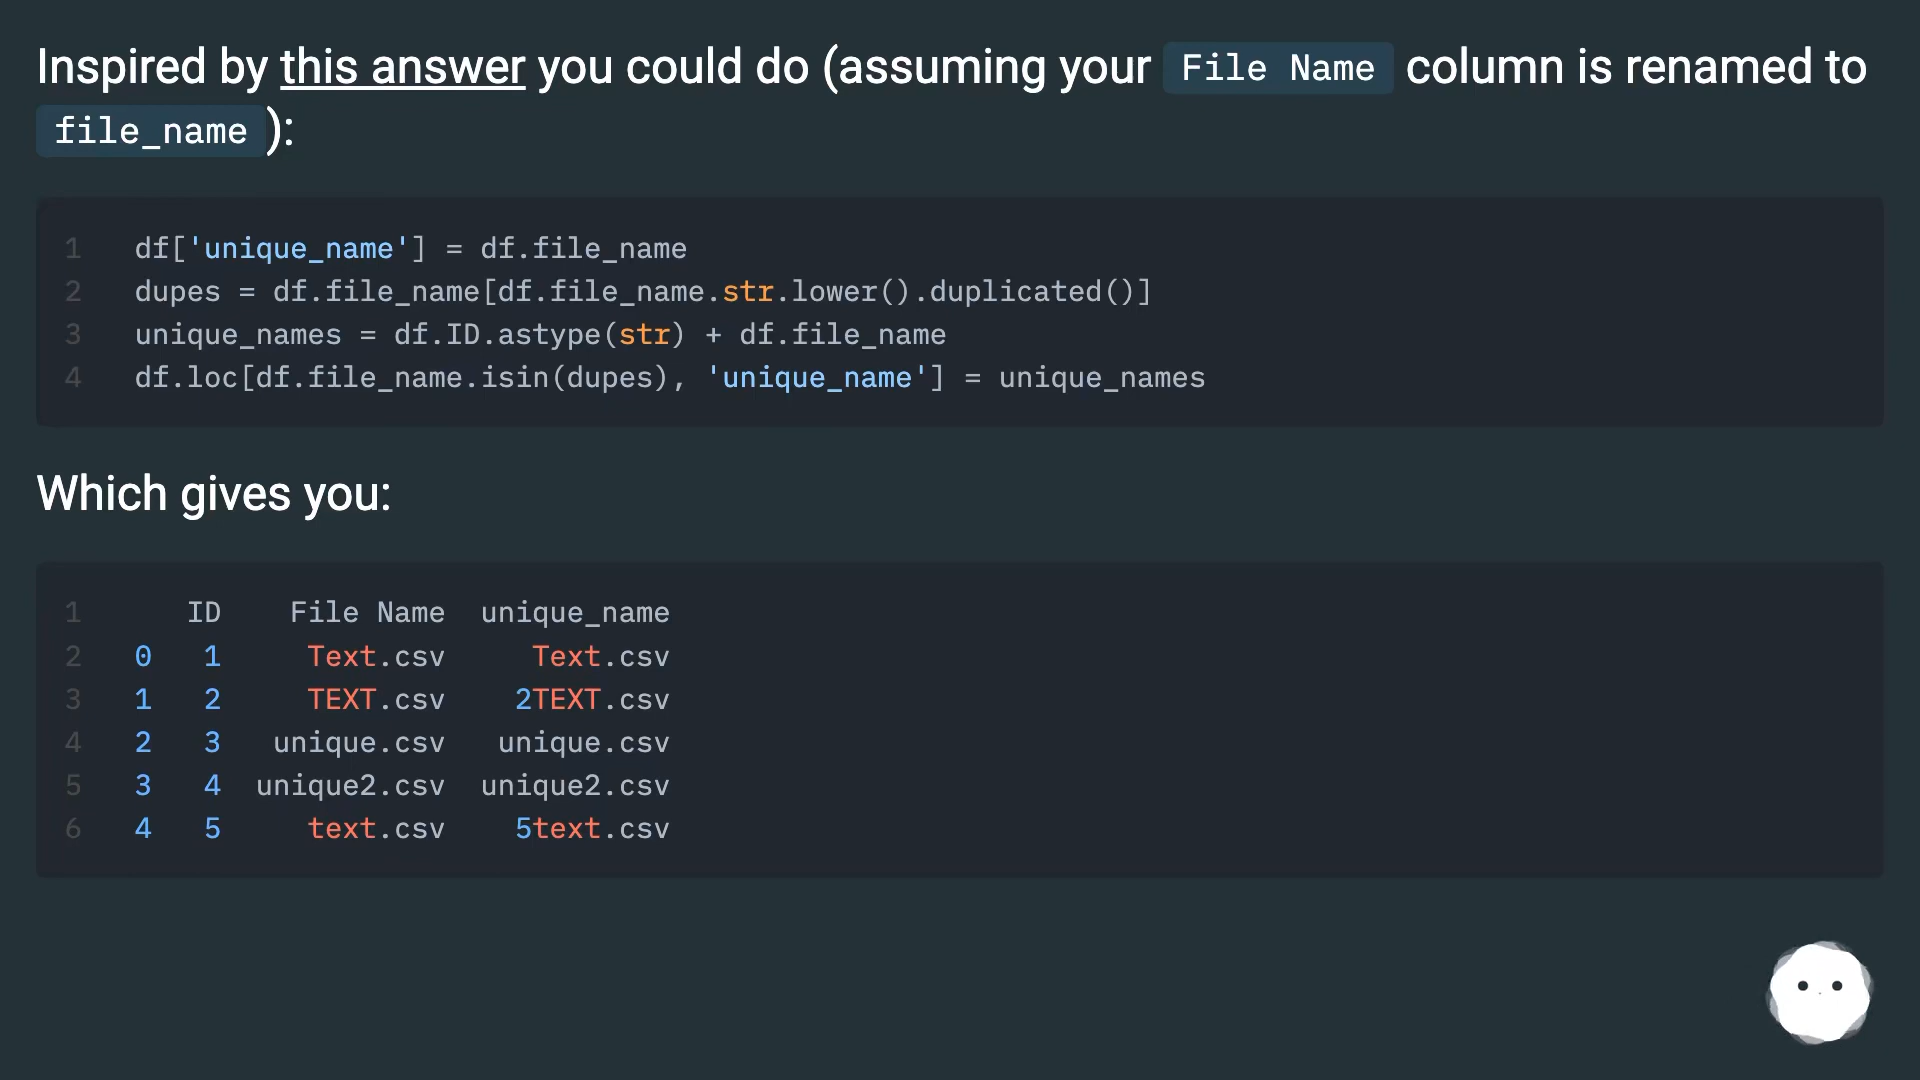 Inspired by this answer you could do (assuming your File Name column is renamed to
file_name ):
1 df['unique_name'] = df.file_name
2 dupes = df.file_name[df.file_name.str.lower().duplicated()]
3 unique_names = df.ID.astype(str) + df.file_name
4 df.loc[df.file_name.isin(dupes), 'unique_name'] = unique_names
Which gives you:
1    ID    File Name  unique_name
2 0   1     Text.csv     Text.csv
3 1   2     TEXT.csv    2TEXT.csv
4 2   3   unique.csv   unique.csv
5 3   4  unique2.csv  unique2.csv
6 4   5     text.csv    5text.csv